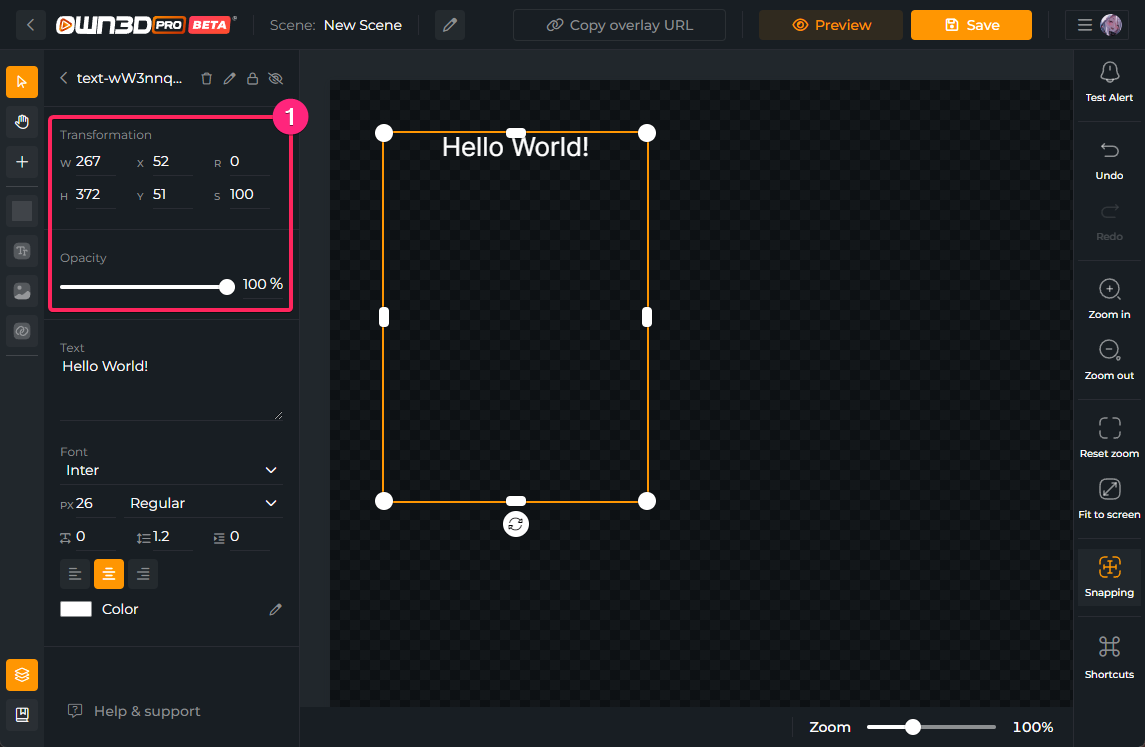 OWN3D PRO BETA
Scene: New Scene
Copy overlay URL
Preview
Save
text-wW3nnq...
1
Transformation
W 267 X 52 R 0
H 372 Y 51 S 100
Opacity
100 %
Text
Hello World!
Font
Inter
PX 26 Regular
0 1.2 0
Color
Help & support
Hello World!
Zoom 100%
Test Alert
Undo
Redo
Zoom in
Zoom out
Reset zoom
Fit to screen
Snapping
Shortcuts